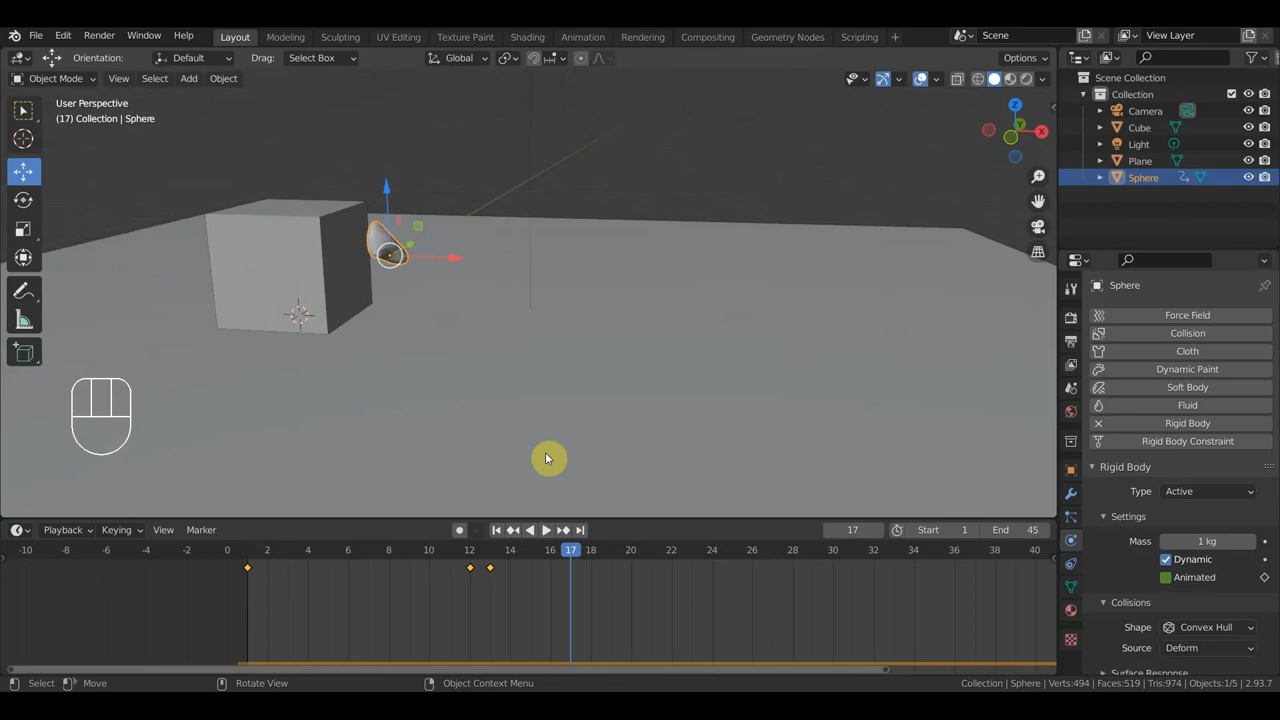 File Edit Render Window Help Layout Modeling Sculpting UV Editing Texture Paint Shading Animation Rendering Compositing Geometry Nodes Scripting + Scene View Layer
Orientation: Default Drag: Select Box Global Options
Object Mode View Select Add Object
User Perspective
(17) Collection | Sphere
Z
Y
X
Scene Collection
Collection
Camera
Cube
Light
Plane
Sphere
Sphere
Force Field
Collision
Cloth
Dynamic Paint
Soft Body
Fluid
Rigid Body
Rigid Body Constraint
Rigid Body
Type Active
Settings
Mass 1 kg
Dynamic
Animated
Collisions
Shape Convex Hull
Source Deform
Surface Response
Playback Keying View Marker 17 Start 1 End 45
-10 -8 -6 -4 -2 0 2 4 6 8 10 12 14 16 17 18 20 22 24 26 28 30 32 34 36 38 40
Select Move Rotate View Object Context Menu Collection | Sphere | Verts:494 | Faces:519 | Tris:974 | Objects:1/5 | 2.93.7